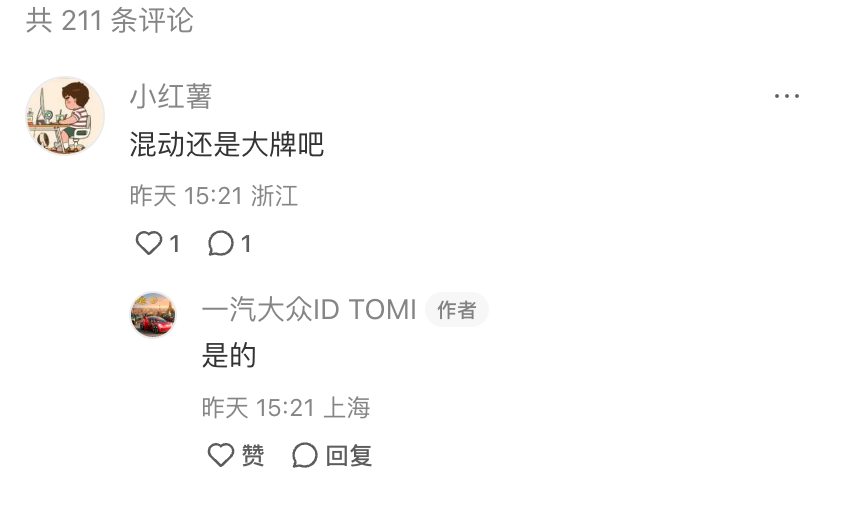 共 211 条评论
小红薯
混动还是大牌吧
昨天 15:21 浙江
1 1
一汽大众ID TOMI 作者
是的
昨天 15:21 上海
赞 回复